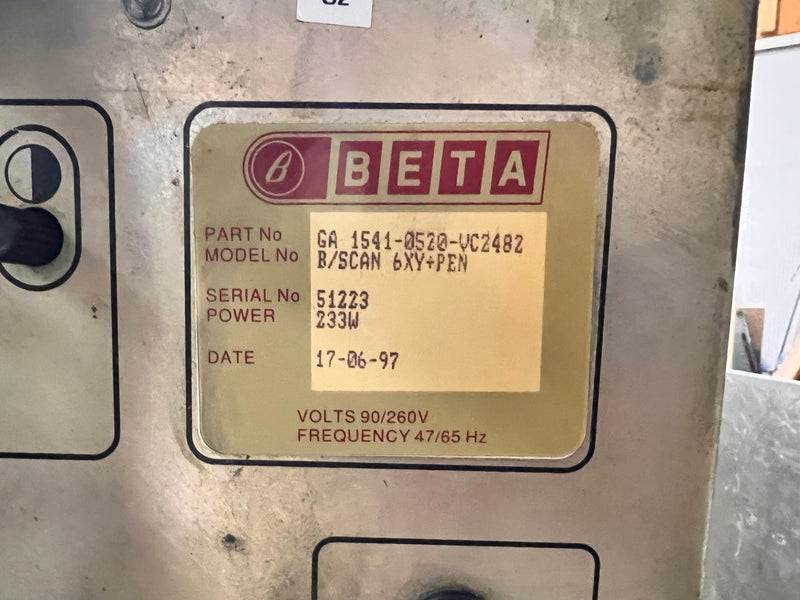 BETA
PART No GA 1541-0520-VC2482
MODEL No B/SCAN 6XY+PEN
SERIAL No 51223
POWER 233W
DATE 17-06-97
VOLTS 90/260V
FREQUENCY 47/65 Hz